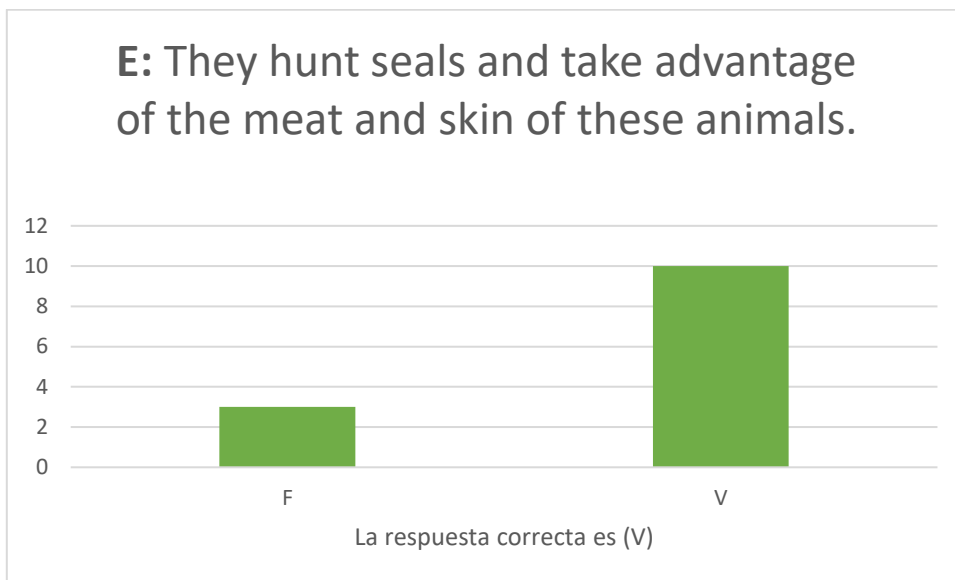 E: They hunt seals and take advantage
of the meat and skin of these animals.
12
10
8
6
4
2
0
F V
La respuesta correcta es (V)